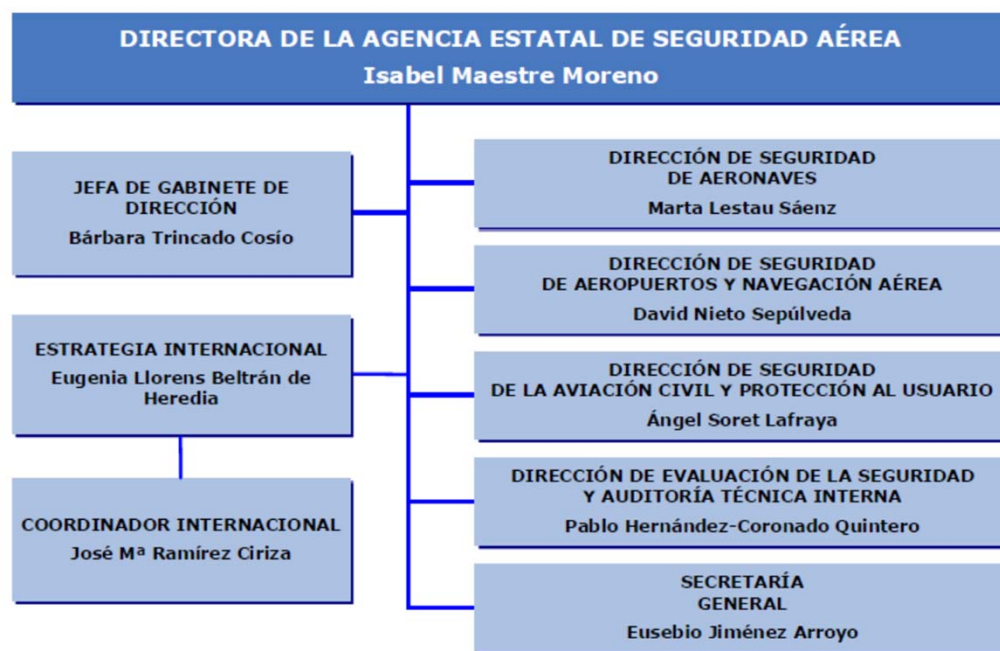 DIRECTORA DE LA AGENCIA ESTATAL DE SEGURIDAD AÉREA
Isabel Maestre Moreno
JEFA DE GABINETE DE
DIRECCIÓN
Bárbara Trincado Cosío
ESTRATEGIA INTERNACIONAL
Eugenia Llorens Beltrán de
Heredia
COORDINADOR INTERNACIONAL
José Mª Ramírez Ciriza
DIRECCIÓN DE SEGURIDAD
DE AERONAVES
Marta Lestau Sáenz
DIRECCIÓN DE SEGURIDAD
DE AEROPUERTOS Y NAVEGACIÓN AÉREA
David Nieto Sepúlveda
DIRECCIÓN DE SEGURIDAD
DE LA AVIACIÓN CIVIL Y PROTECCIÓN AL USUARIO
Ángel Soret Lafraya
DIRECCIÓN DE EVALUACIÓN DE LA SEGURIDAD
Y AUDITORÍA TÉCNICA INTERNA
Pablo Hernández-Coronado Quintero
SECRETARÍA
GENERAL
Eusebio Jiménez Arroyo